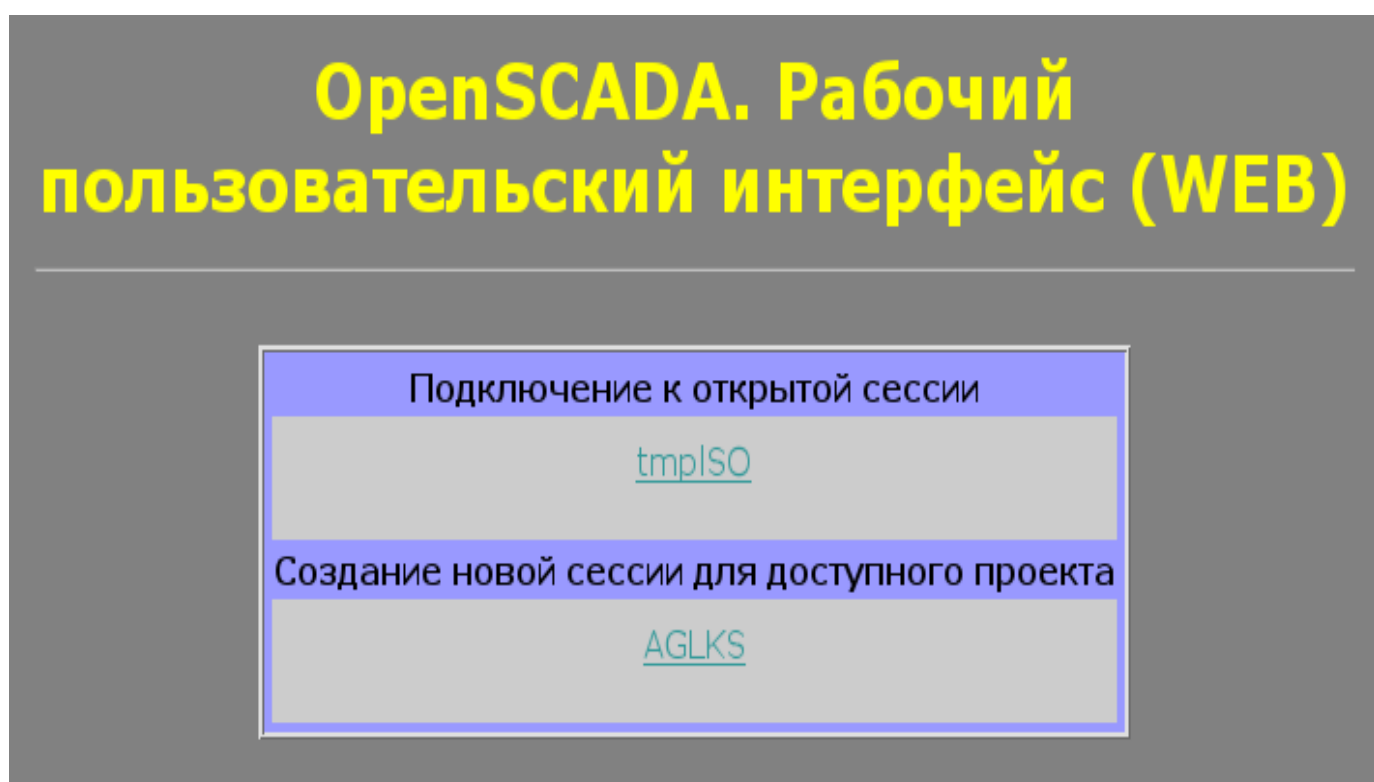 OpenSCADA. Рабочий
пользовательский интерфейс (WEB)
Подключение к открытой сессии
tmplSO
Создание новой сессии для доступного проекта
AGLKS